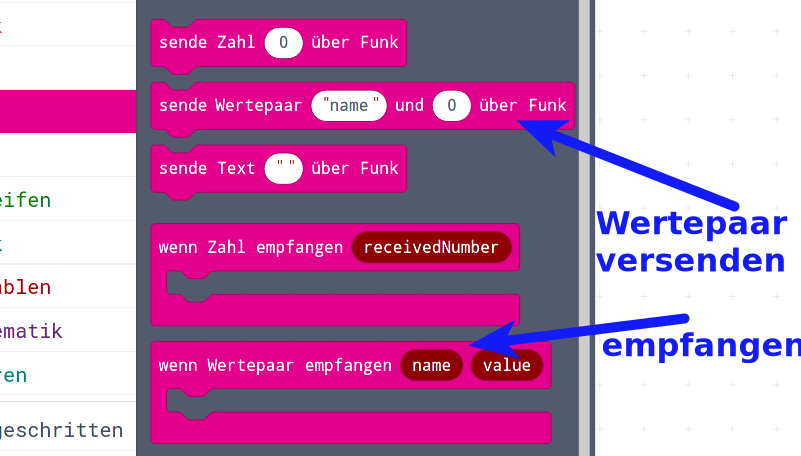 sende Zahl 0 über Funk
sende Wertepaar "name" und 0 über Funk
sende Text "" über Funk
wenn Zahl empfangen receivedNumber
wenn Wertepaar empfangen name value
Wertepaar
versenden
empfangen
eifen
ablen
ematik
ren
geschritten